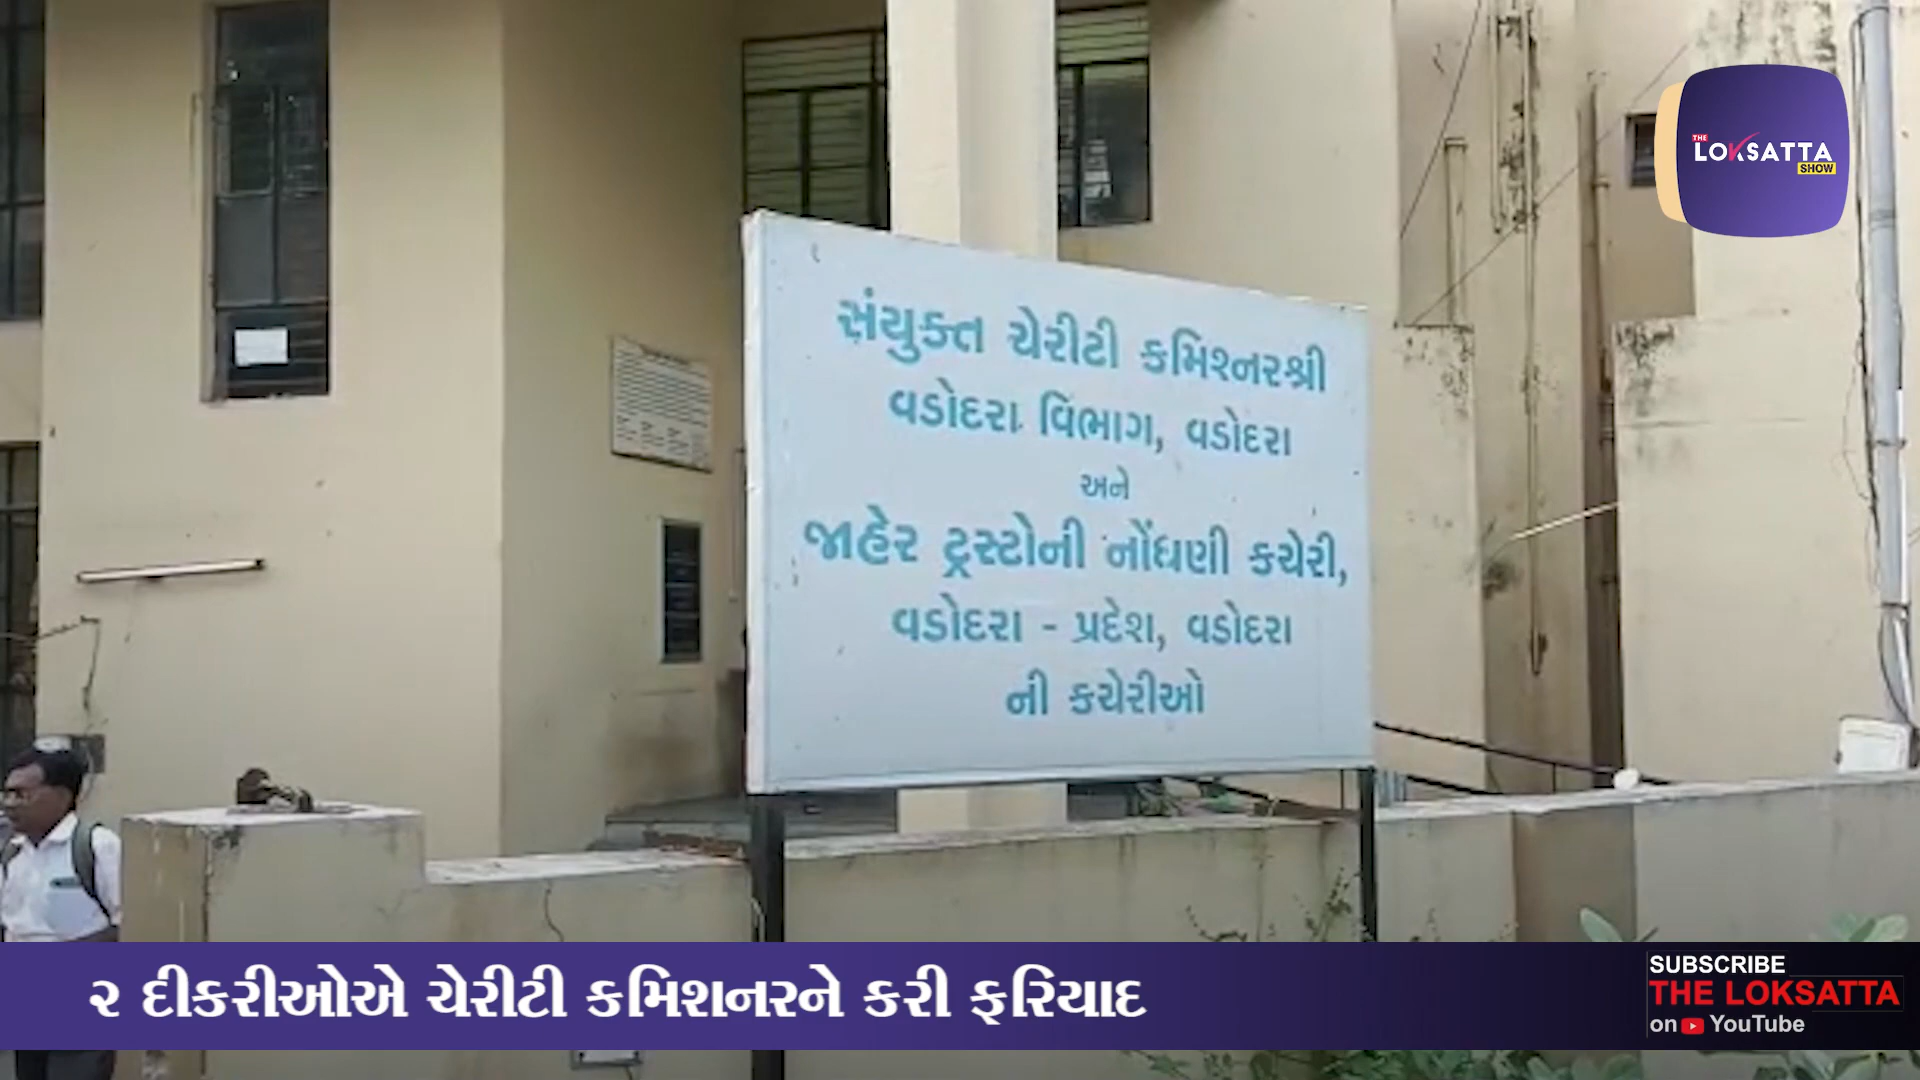 THE
LOKSATTA
SHOW
સંયુક્ત ચેરીટી કમિશ્નરશ્રી
વડોદરા વિભાગ, વડોદરા
અને
જાહેર ટ્રસ્ટોની નોંધણી કચેરી,
વડોદરા - પ્રદેશ, વડોદરા
ની કચેરીઓ
૨ દીકરીઓએ ચેરીટી કમિશનરને કરી ફરિયાદ
SUBSCRIBE
THE LOKSATTA
on YouTube